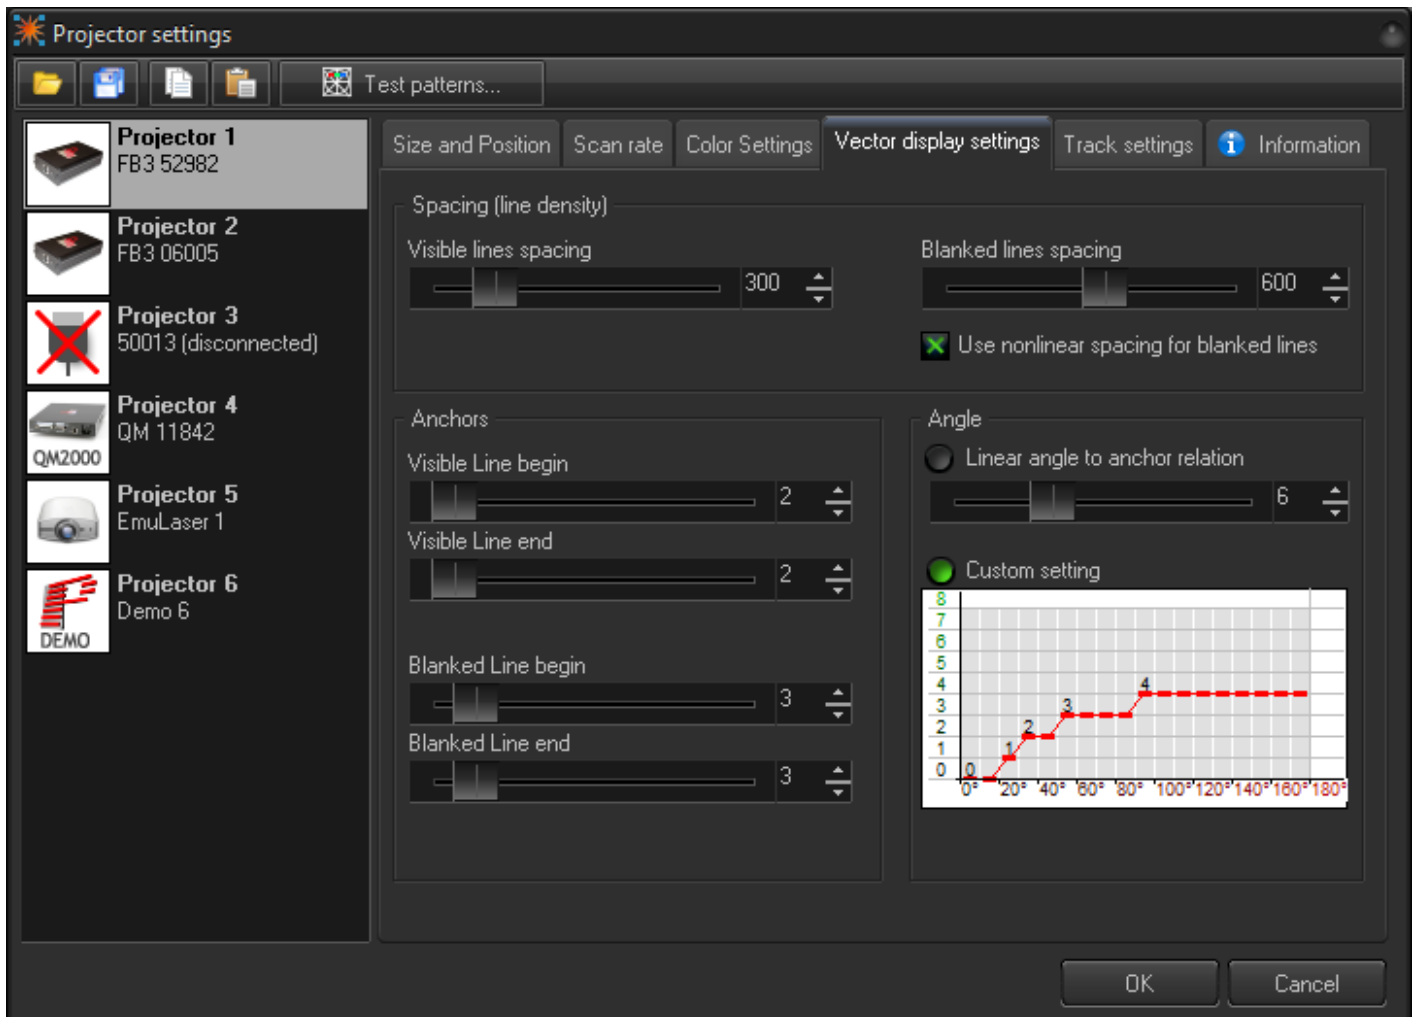 Projector settings
Test patterns...
Projector 1
FB3 52982
Projector 2
FB3 06005
Projector 3
50013 (disconnected)
Projector 4
QM 11842
QM2000
Projector 5
EmuLaser 1
Projector 6
Demo 6
DEMO
Size and Position Scan rate Color Settings Vector display settings Track settings Information
Spacing (line density)
Visible lines spacing
300
Blanked lines spacing
600
Use nonlinear spacing for blanked lines
Anchors
Visible Line begin
2
Visible Line end
2
Blanked Line begin
3
Blanked Line end
3
Angle
Linear angle to anchor relation
6
Custom setting
8
7
6
5
4 4
3 3
2 2
1 1
0 0
0° 20° 40° 60° 80° 100° 120° 140° 160° 180°
OK Cancel